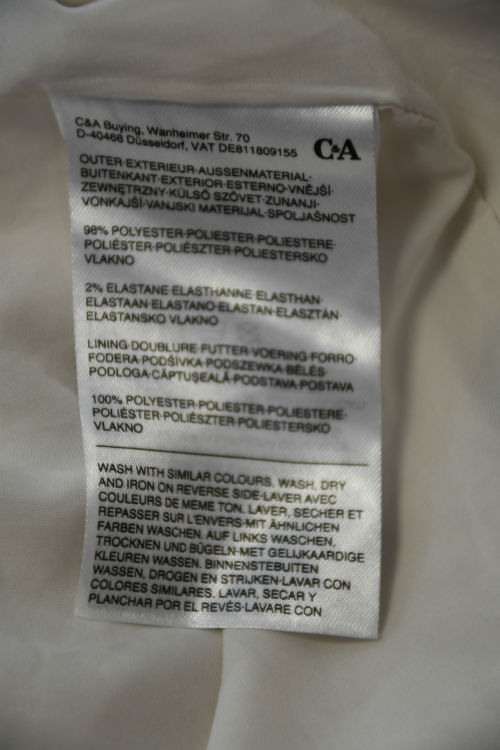 C&A Buying, Wanheimer Str. 70
D-40468 Düsseldorf, VAT DE811809155
C&A
OUTER·EXTERIEUR·AUSSENMATERIAL·
BUITENKANT·EXTERIOR·ESTERNO·VNĚJŠÍ·
ZEWNĘTRZNY·KÜLSŐ SZÖVET·ZUNANJI·
VONKAJŠÍ·VANJSKI MATERIJAL·SPOLJAŠNOST
98% POLYESTER·POLIESTER·POLIESTERE·
POLIÉSTER·POLIÉSZTER·POLIESTERSKO
VLAKNO
2% ELASTANE·ELASTHANNE·ELASTHAN·
ELASTAAN·ELASTANO·ELASTAN·ELASZTÁN·
ELASTANSKO VLAKNO
LINING·DOUBLURE·FUTTER·VOERING·FORRO·
FODERA·PODŠÍVKA·PODSZEWKA·BÉLÉS·
PODLOGA·CĂPTUŞEALĂ·PODSTAVA·POSTAVA
100% POLYESTER·POLIESTER·POLIESTERE·
POLIÉSTER·POLIÉSZTER·POLIESTERSKO
VLAKNO
WASH WITH SIMILAR COLOURS. WASH, DRY
AND IRON ON REVERSE SIDE·LAVER AVEC
COULEURS DE MEME TON. LAVER, SECHER ET
REPASSER SUR L'ENVERS·MIT ÄHNLICHEN
FARBEN WASCHEN. AUF LINKS WASCHEN,
TROCKNEN UND BÜGELN·MET GELIJKAARDIGE
KLEUREN WASSEN. BINNENSTEBUITEN
WASSEN, DROGEN EN STRIJKEN·LAVAR CON
COLORES SIMILARES. LAVAR, SECAR Y
PLANCHAR POR EL REVÉS·LAVARE CON